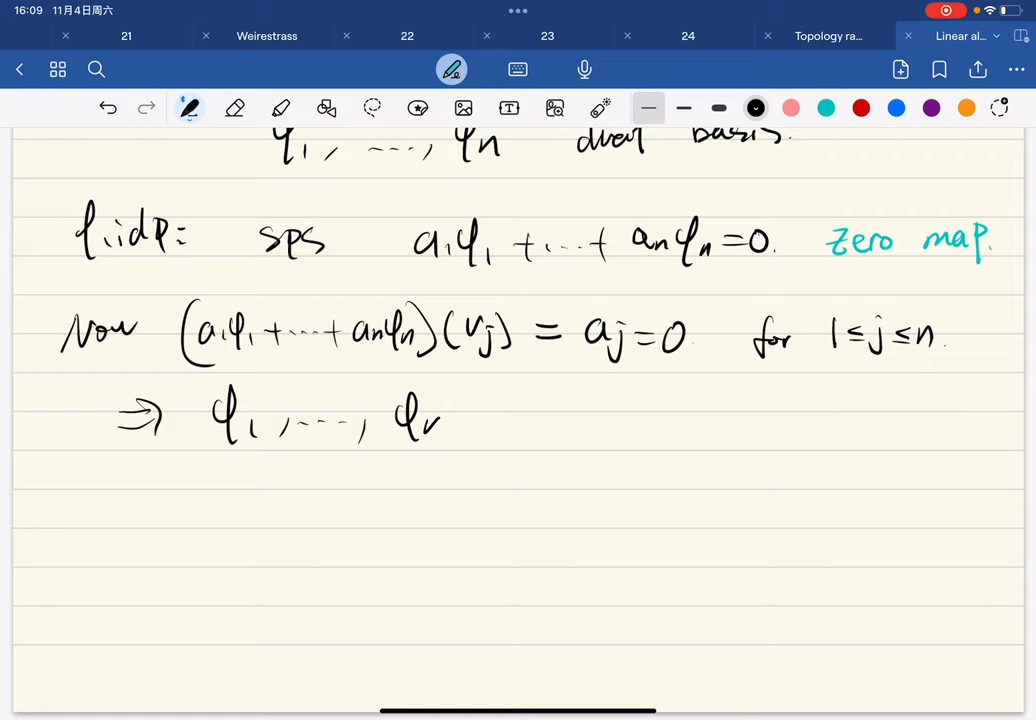 16:09 11月4日周六
21 Weirestrass 22 23 24 Topology ra... Linear al...
φ₁, ..., φₙ dual basis.
l.idp: sps a₁φ₁ + ... + aₙφₙ = 0. zero map.
Now (a₁φ₁ + ... + aₙφₙ)(vⱼ) = aⱼ = 0. for 1 ≤ j ≤ n.
⇒ φ₁, ..., φ